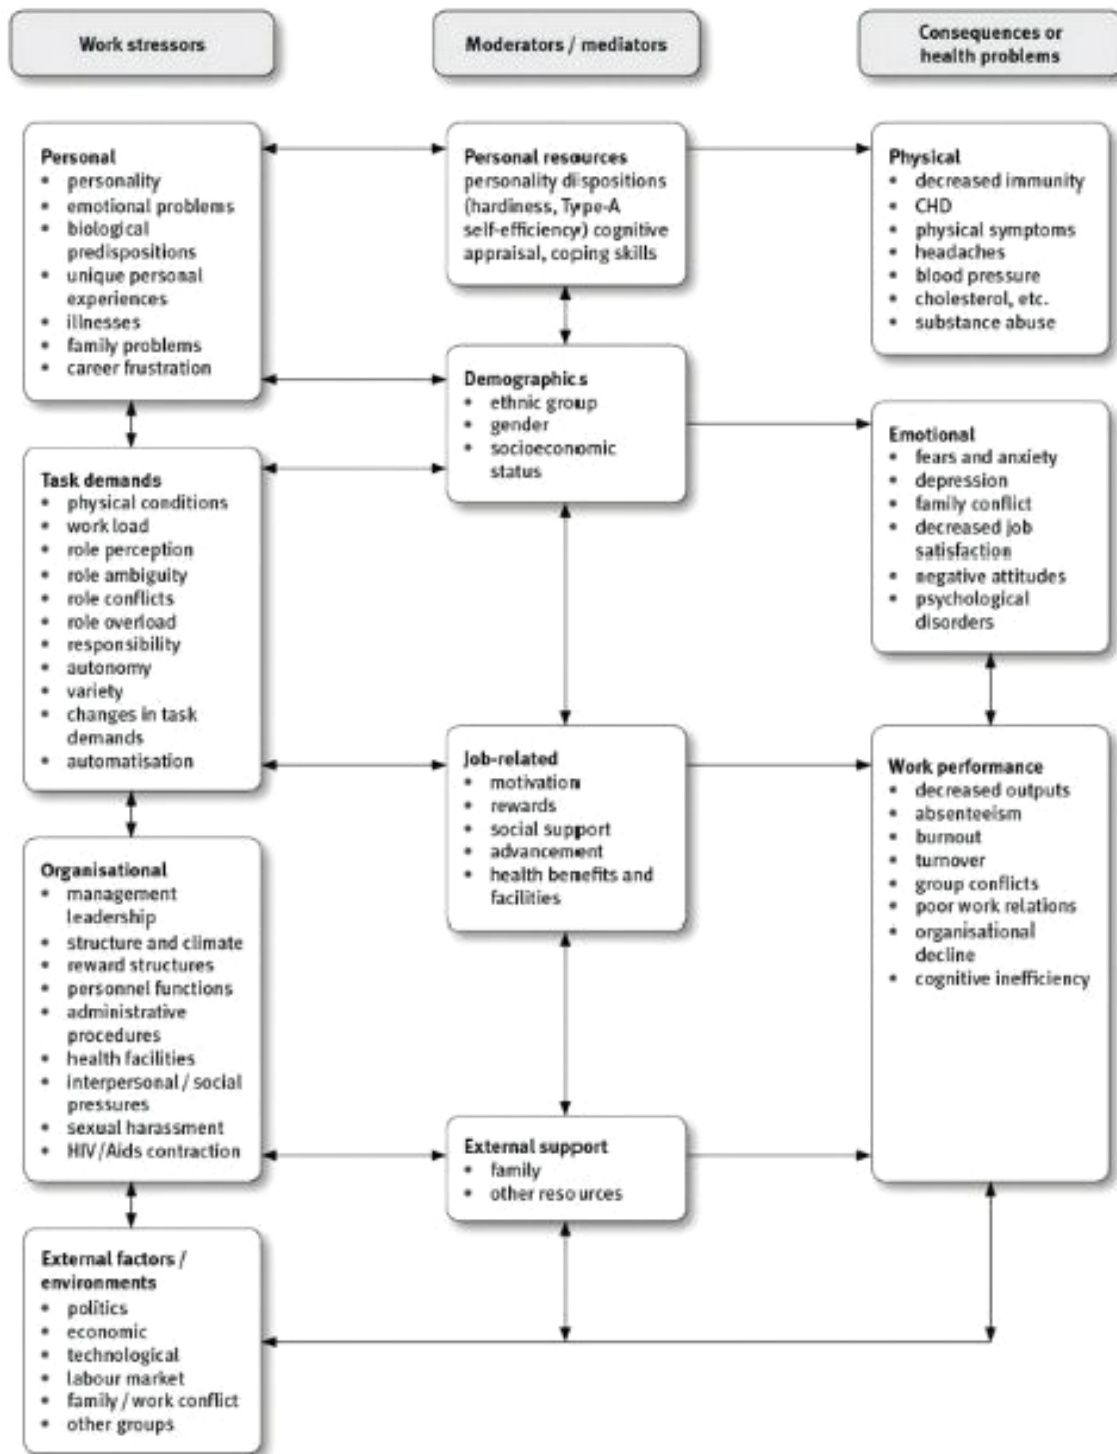 Work stressors
Moderators / mediators
Consequences or
health problems
Personal
• personality
• emotional problems
• biological
predispositions
• unique personal
experiences
• illnesses
• family problems
• career frustration
Task demands
• physical conditions
• work load
• role perception
• role ambiguity
• role conflicts
• role overload
• responsibility
• autonomy
• variety
• changes in task
demands
• automatisation
Organisational
• management
leadership
• structure and climate
• reward structures
• personnel functions
• administrative
procedures
• health facilities
• interpersonal / social
pressures
• sexual harassment
• HIV/Aids contraction
External factors /
environments
• politics
• economic
• technological
• labour market
• family / work conflict
• other groups
Personal resources
personality dispositions
(hardiness, Type-A
self-efficiency) cognitive
appraisal, coping skills
Demographics
• ethnic group
• gender
• socioeconomic
status
Job-related
• motivation
• rewards
• social support
• advancement
• health benefits and
facilities
External support
• family
• other resources
Physical
• decreased immunity
• CHD
• physical symptoms
• headaches
• blood pressure
• cholesterol, etc.
• substance abuse
Emotional
• fears and anxiety
• depression
• family conflict
• decreased job
satisfaction
• negative attitudes
• psychological
disorders
Work performance
• decreased outputs
• absenteeism
• burnout
• turnover
• group conflicts
• poor work relations
• organisational
decline
• cognitive inefficiency